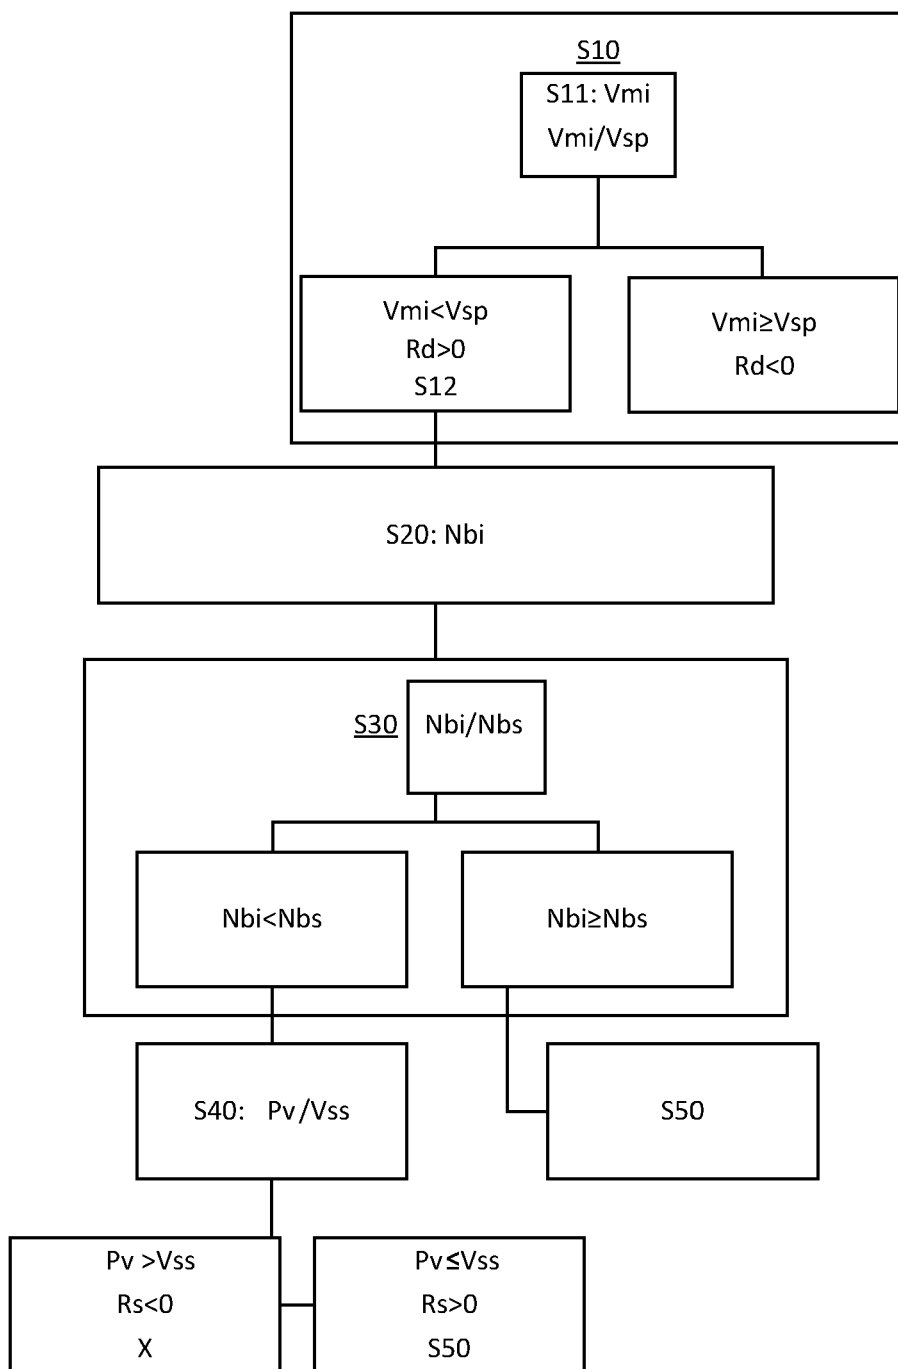 S10
S11: Vmi
Vmi/Vsp
Vmi<Vsp
Rd>0
S12
Vmi≥Vsp
Rd<0
S20: Nbi
S30
Nbi/Nbs
Nbi<Nbs
Nbi≥Nbs
S40: Pv/Vss
S50
Pv >Vss
Rs<0
X
Pv≤Vss
Rs>0
S50